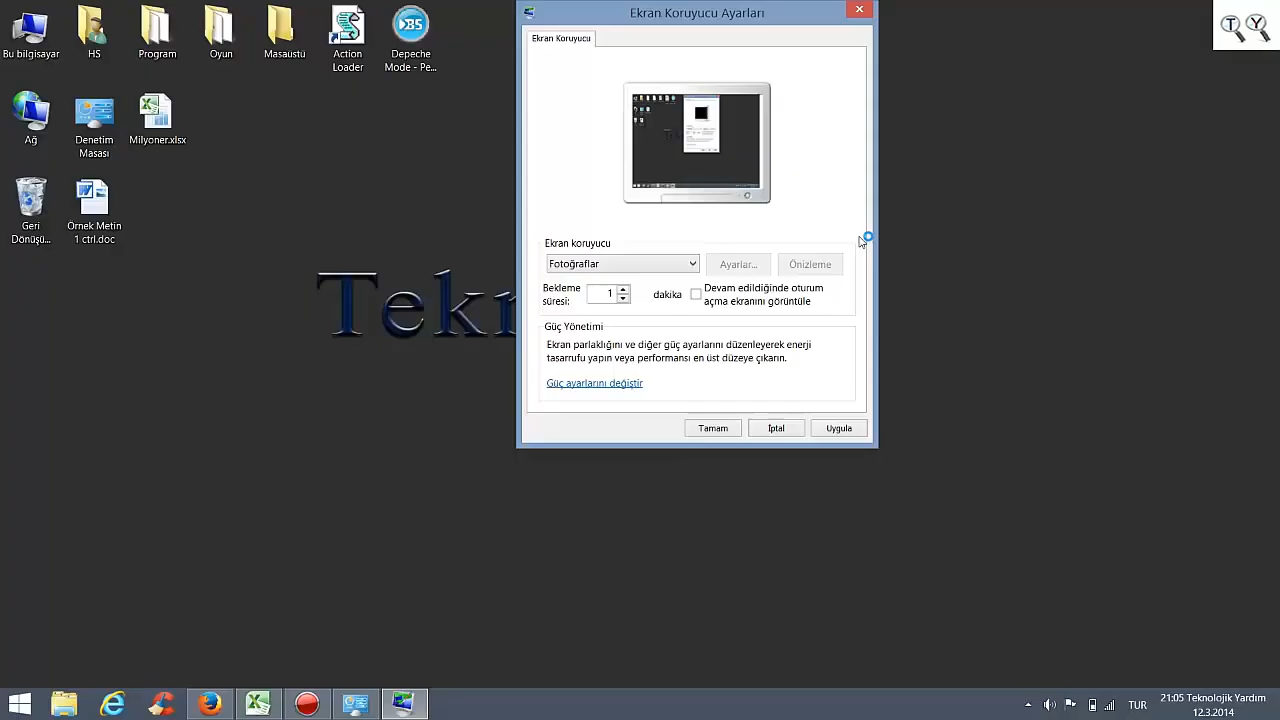 Ekran Koruyucu Ayarları
Bu bilgisayar
HS
Program
Oyun
Masaüstü
Action
Loader
Depeche
Mode - Pe...
Ekran Koruyucu
T Y
Ağ
Denetim
Masası
Milyoner.xlsx
Geri
Dönüşü...
Örnek Metin
1 ctrl.doc
Ekran koruyucu
Fotoğraflar
Ayarlar...
Önizleme
Bekleme
süresi:
1
dakika
Devam edildiğinde oturum
açma ekranını görüntüle
Tekn
Güç Yönetimi
Ekran parlaklığını ve diğer güç ayarlarını düzenleyerek enerji
tasarrufu yapın veya performansı en üst düzeye çıkarın.
Güç ayarlarını değiştir
Tamam
İptal
Uygula
TUR
21:05 Teknolojik Yardım
12.3.2014